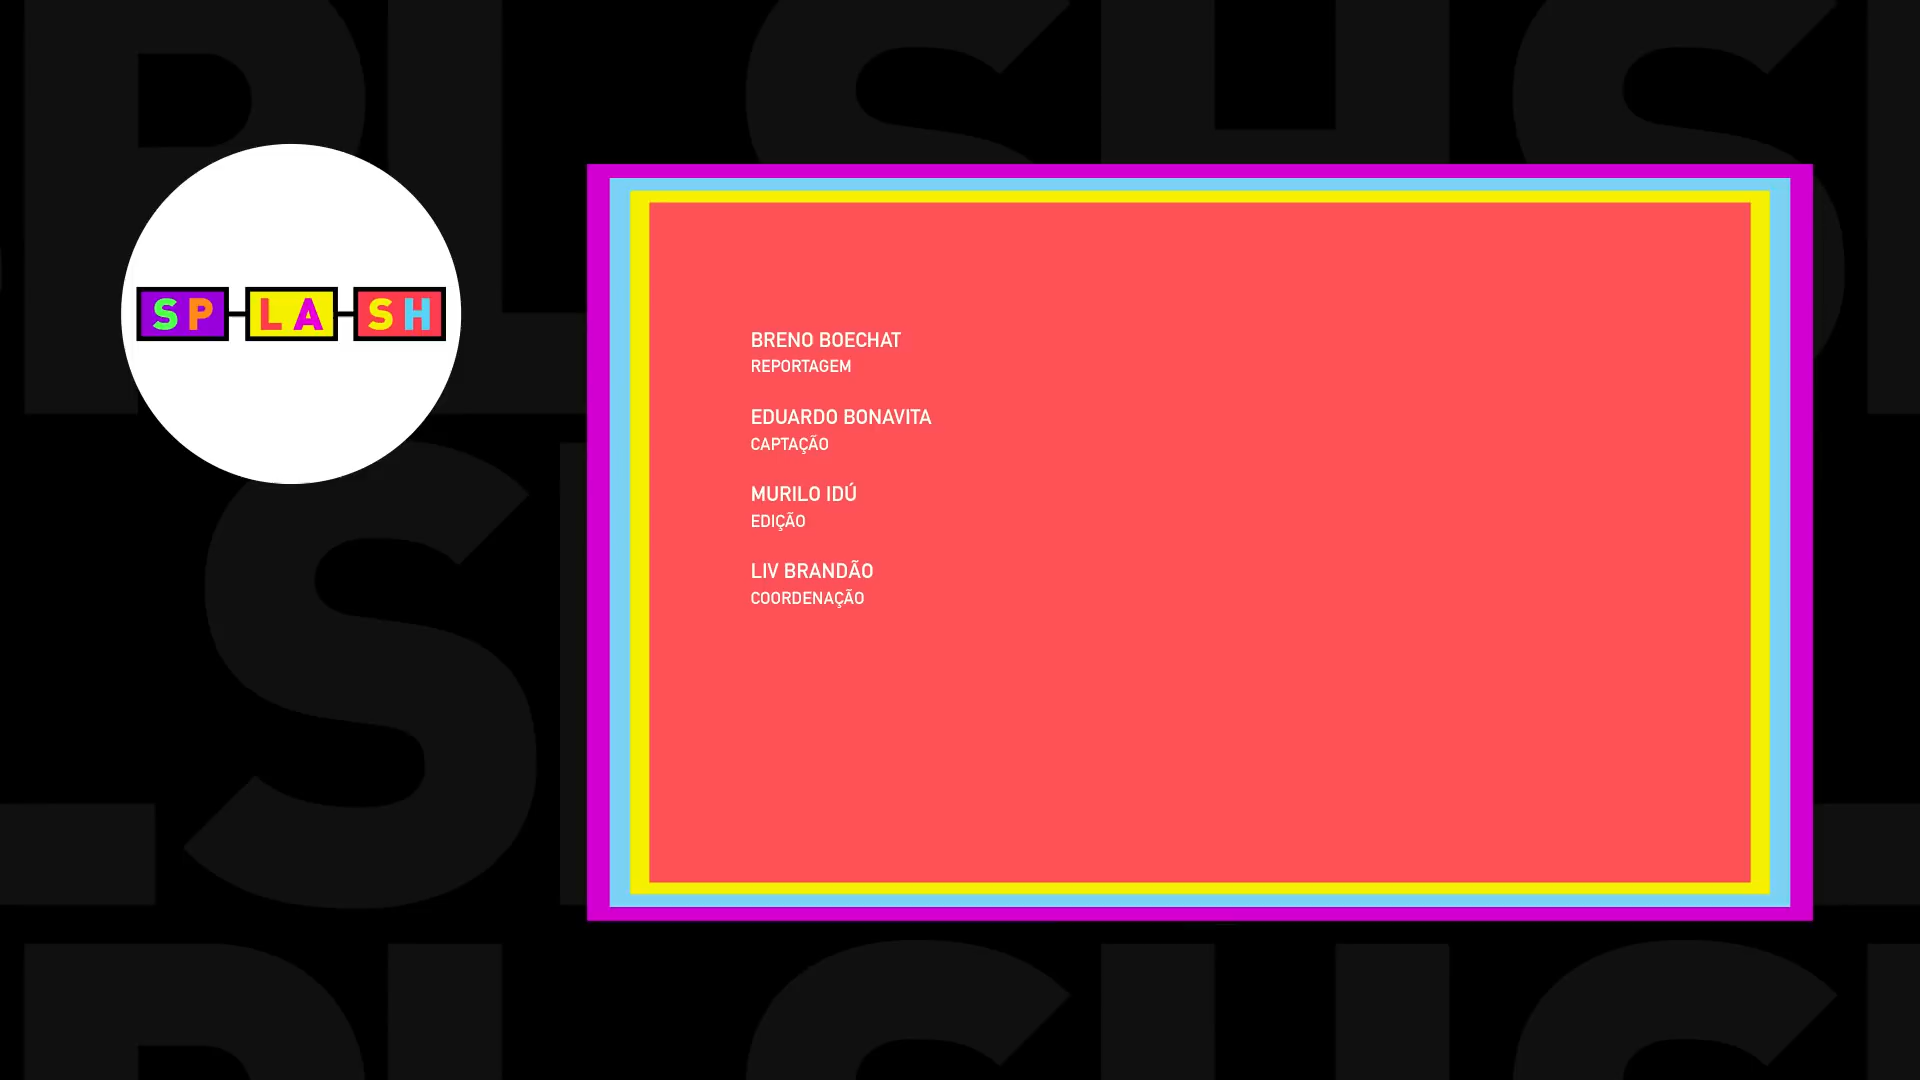 SPLASH
BRENO BOECHAT
REPORTAGEM
EDUARDO BONAVITA
CAPTAÇÃO
MURILO IDÚ
EDIÇÃO
LIV BRANDÃO
COORDENAÇÃO